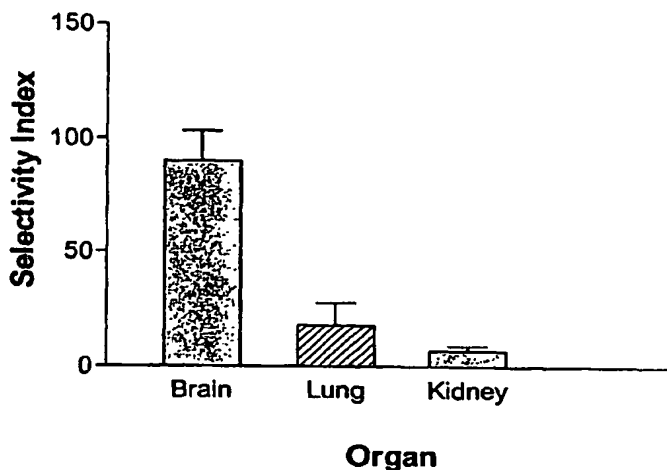 150
100
50
0
Selectivity Index
Brain
Lung
Kidney
Organ